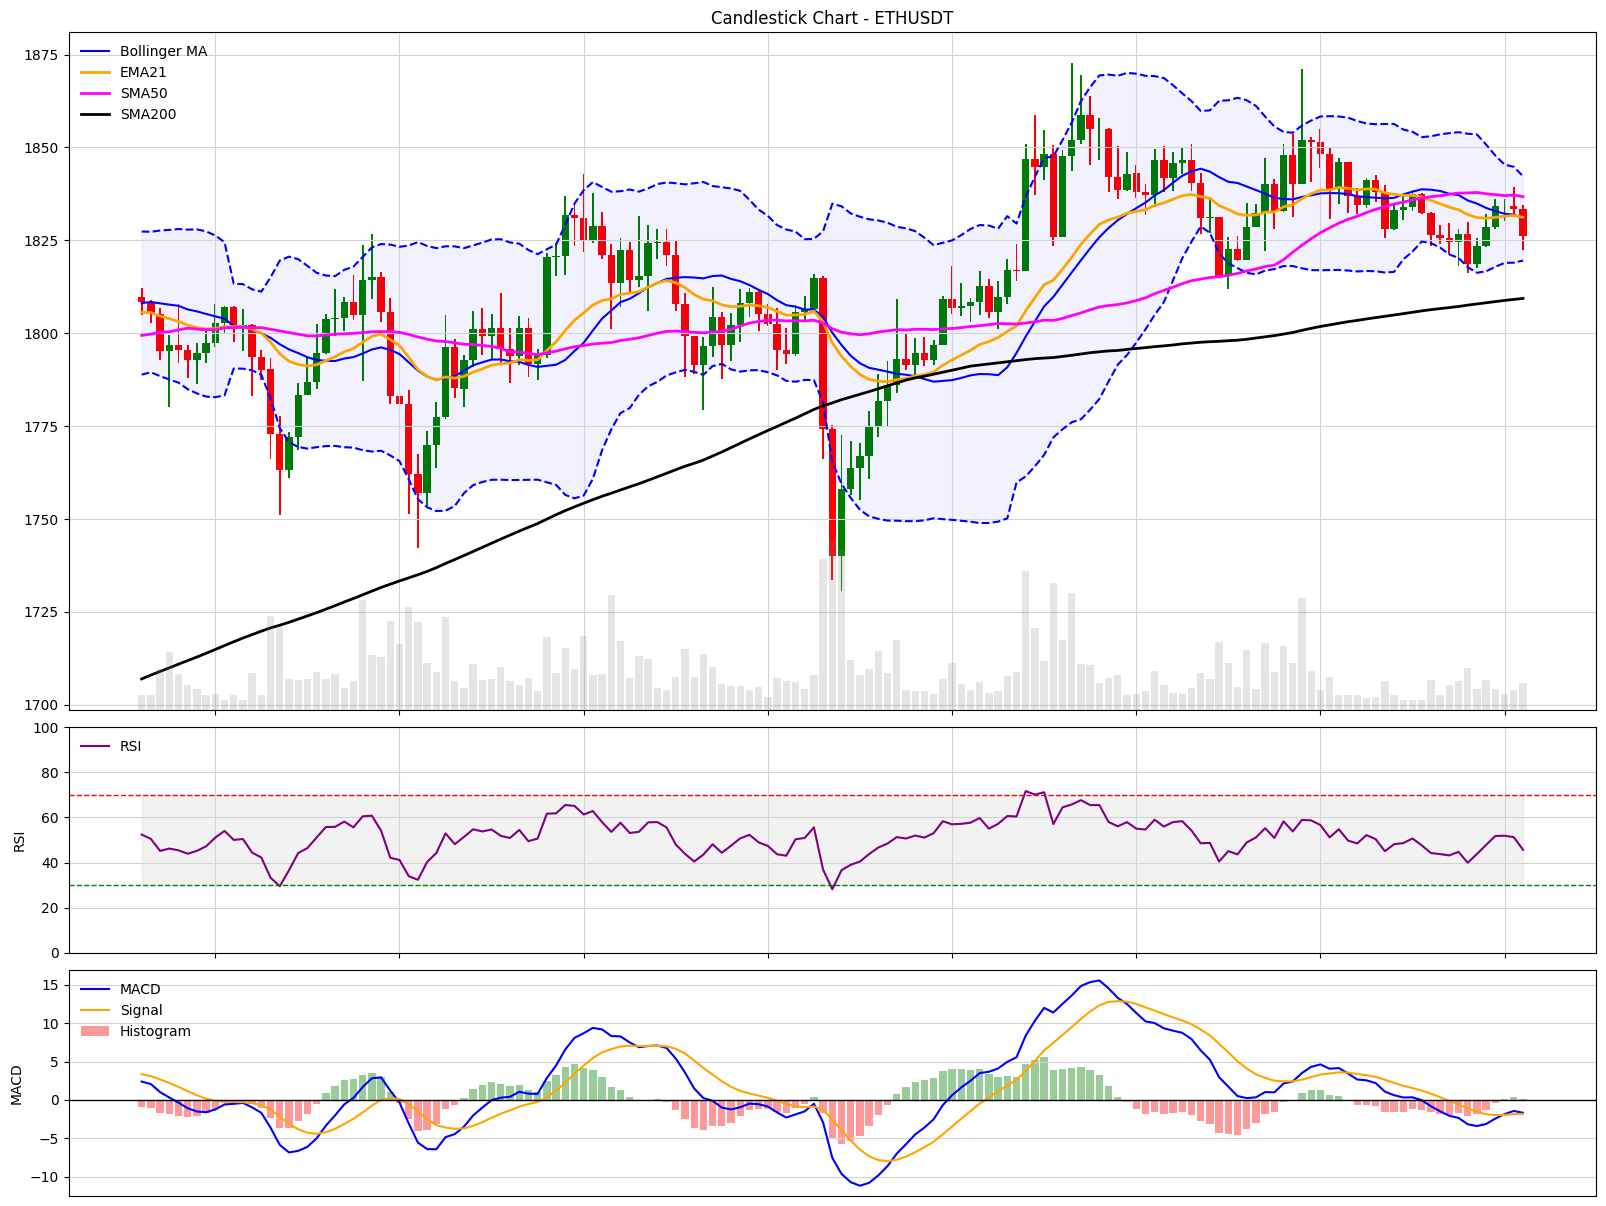 Candlestick Chart - ETHUSDT
Bollinger MA
EMA21
SMA50
SMA200
1875
1850
1825
1800
1775
1750
1725
1700
RSI
RSI
100
80
60
40
20
0
MACD
Signal
Histogram
MACD
15
10
5
0
−5
−10